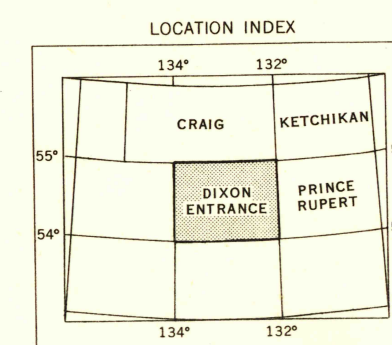 LOCATION INDEX
134° 132°
CRAIG KETCHIKAN
55°
DIXON PRINCE
ENTRANCE RUPERT
54°
134° 132°